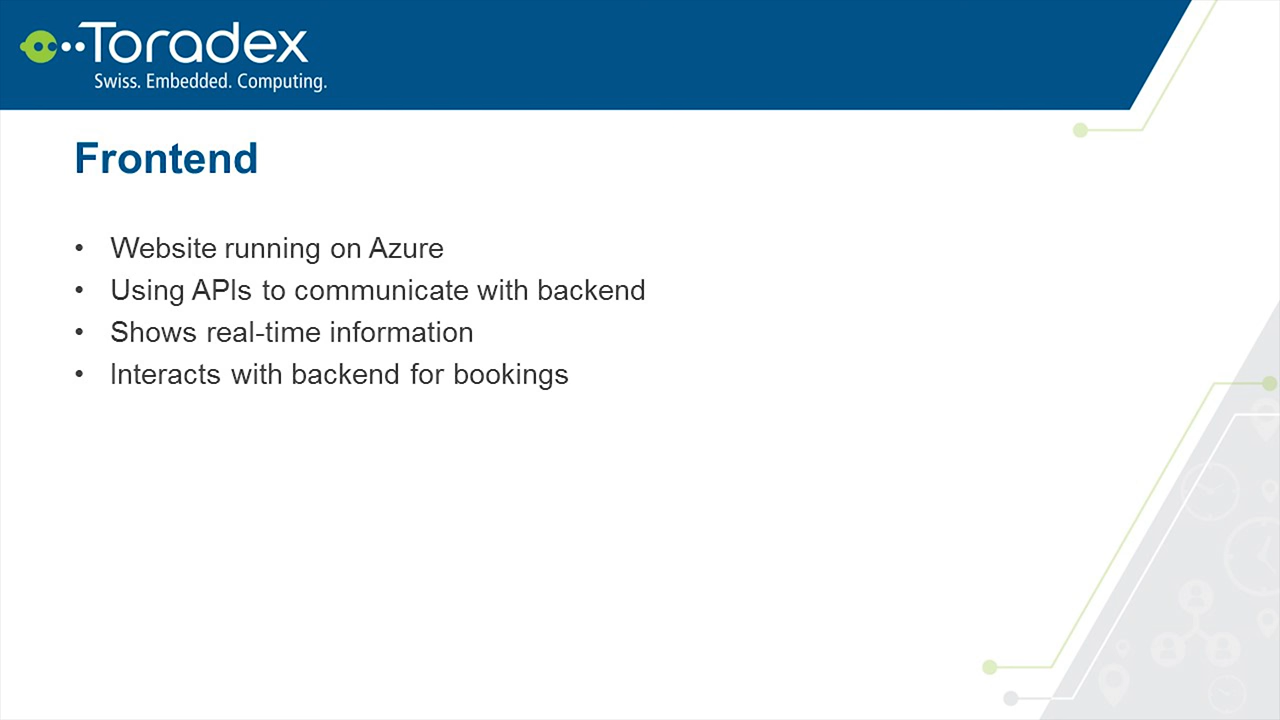 Toradex
Swiss. Embedded. Computing.
Frontend
• Website running on Azure
• Using APIs to communicate with backend
• Shows real-time information
• Interacts with backend for bookings